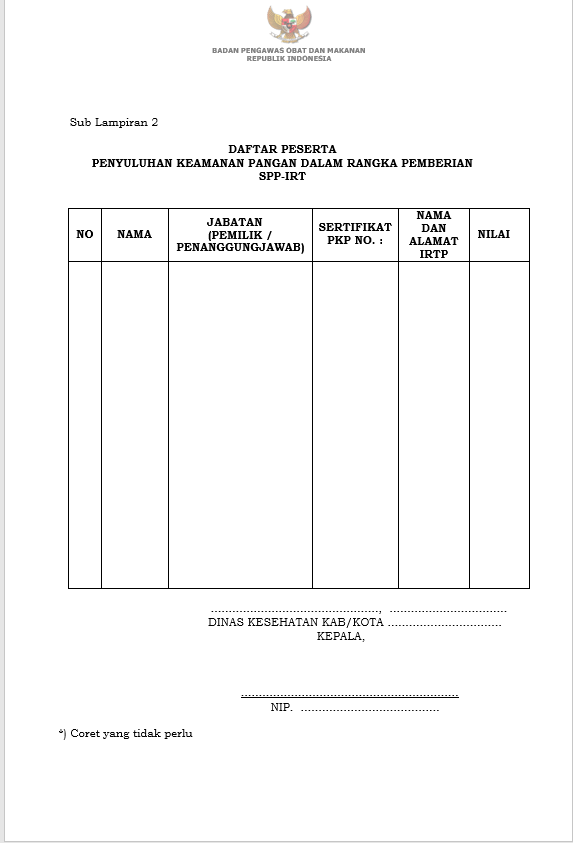 BADAN PENGAWAS OBAT DAN MAKANAN
REPUBLIK INDONESIA
Sub Lampiran 2
DAFTAR PESERTA
PENYULUHAN KEAMANAN PANGAN DALAM RANGKA PEMBERIAN
SPP-IRT
NO
NAMA
JABATAN
(PEMILIK /
PENANGGUNGJAWAB)
SERTIFIKAT
PKP NO. :
NAMA
DAN
ALAMAT
IRTP
NILAI
..............................................., .................................
DINAS KESEHATAN KAB/KOTA ................................
KEPALA,
.............................................................
NIP. .......................................
*) Coret yang tidak perlu